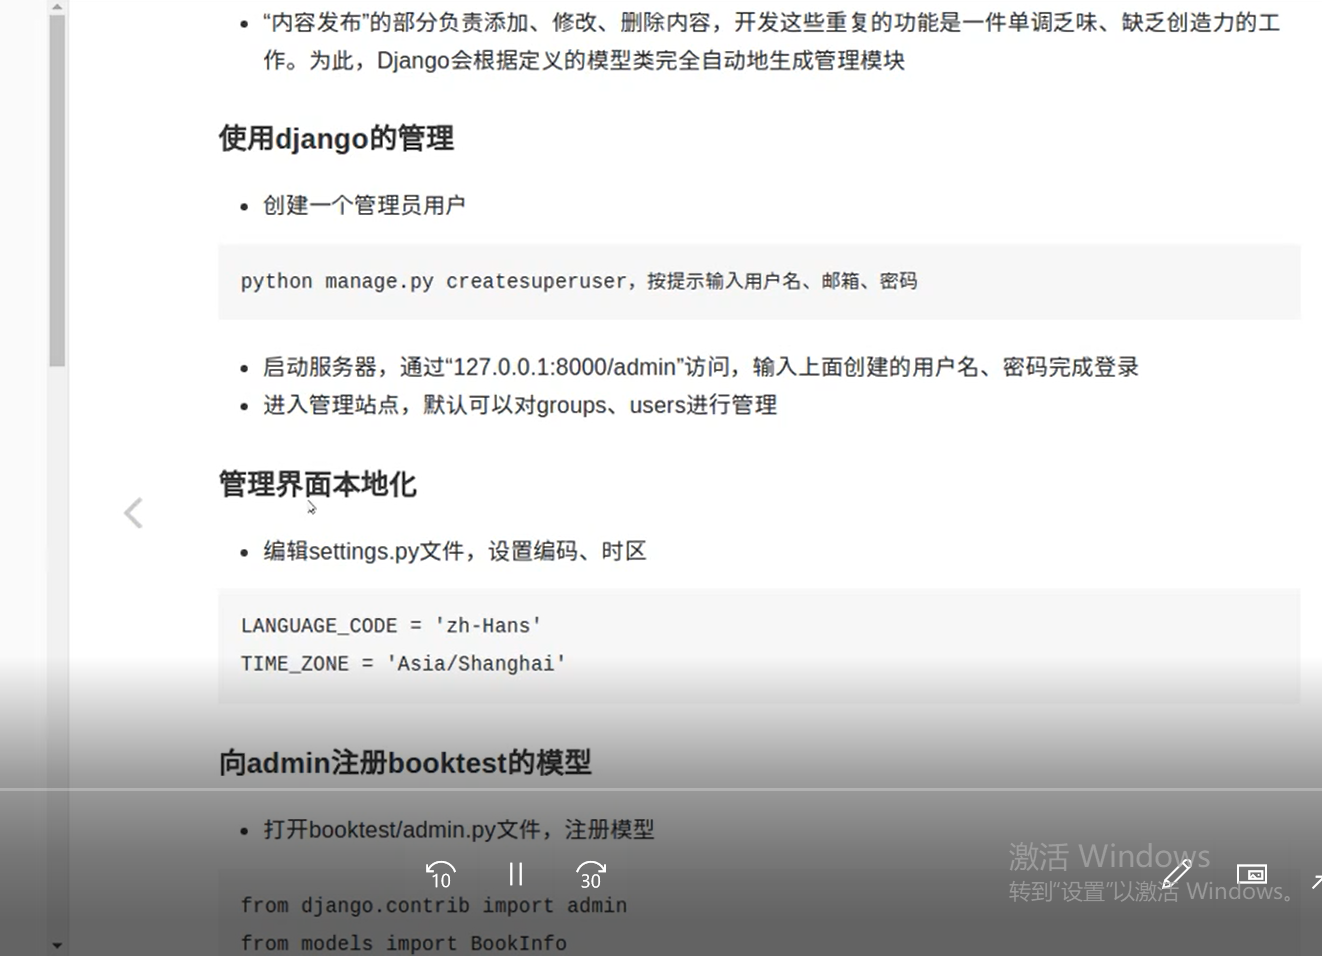 • “内容发布”的部分负责添加、修改、删除内容，开发这些重复的功能是一件单调乏味、缺乏创造力的工
作。为此，Django会根据定义的模型类完全自动地生成管理模块
使用django的管理
• 创建一个管理员用户
python manage.py createsuperuser，按提示输入用户名、邮箱、密码
• 启动服务器，通过“127.0.0.1:8000/admin”访问，输入上面创建的用户名、密码完成登录
• 进入管理站点，默认可以对groups、users进行管理
管理界面本地化
• 编辑settings.py文件，设置编码、时区
LANGUAGE_CODE = 'zh-Hans'
TIME_ZONE = 'Asia/Shanghai'
向admin注册booktest的模型
• 打开booktest/admin.py文件，注册模型
10
30
激活 Windows
转到“设置”以激活 Windows。
from django.contrib import admin
from models import BookInfo